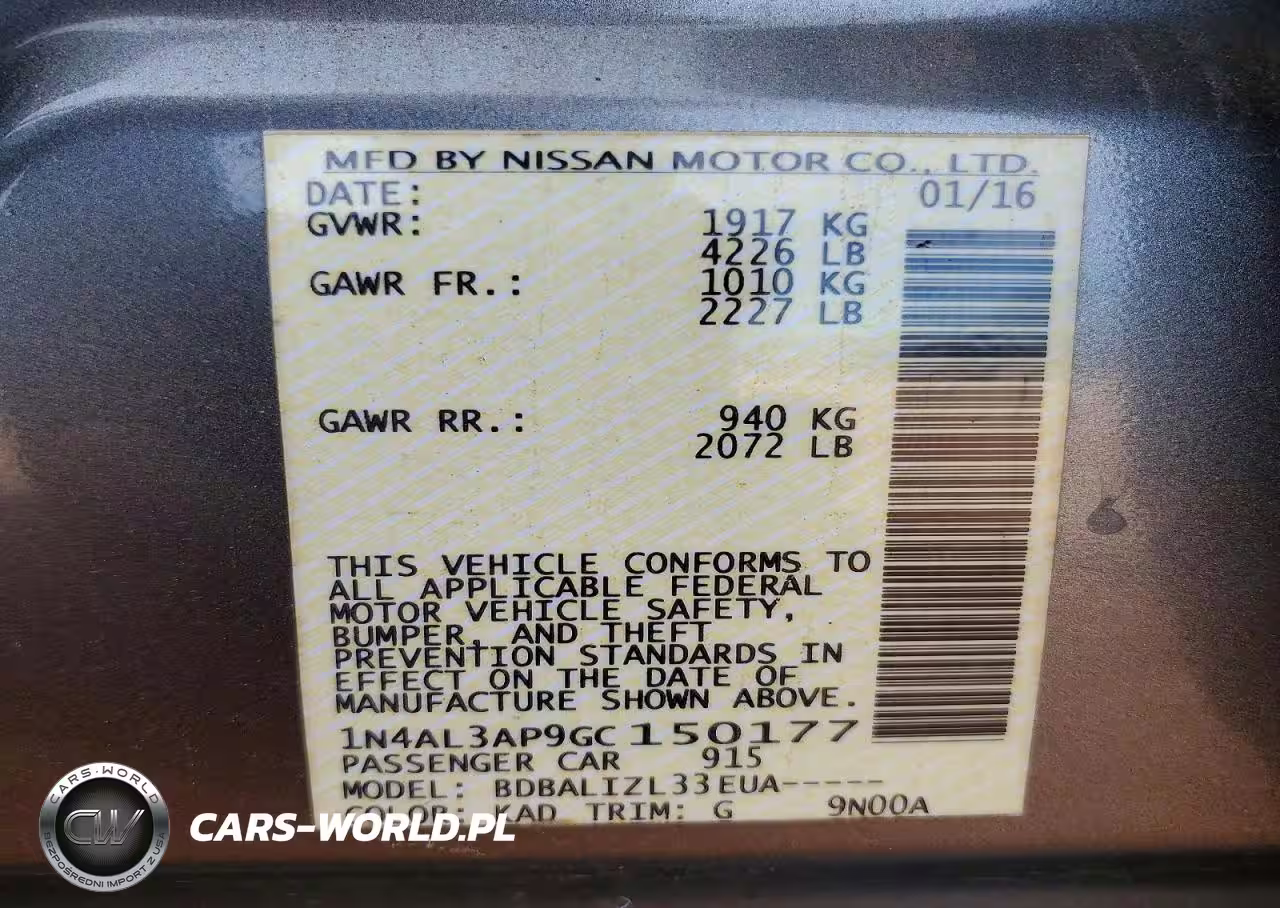 MFD BY NISSAN MOTOR CO., LTD.
DATE: 01/16
GVWR: 1917 KG
4226 LB
GAWR FR.: 1010 KG
2227 LB
GAWR RR.: 940 KG
2072 LB
THIS VEHICLE CONFORMS TO
ALL APPLICABLE FEDERAL
MOTOR VEHICLE SAFETY,
BUMPER, AND THEFT
PREVENTION STANDARDS IN
EFFECT ON THE DATE OF
MANUFACTURE SHOWN ABOVE.
1N4AL3AP9GC150177
PASSENGER CAR 915
MODEL: BDBALIZL33EUA-----
COLOR: KAD TRIM: G 9N00A
CARS-WORLD
CW
BEZPOŚREDNI IMPORT Z USA
CARS-WORLD.PL